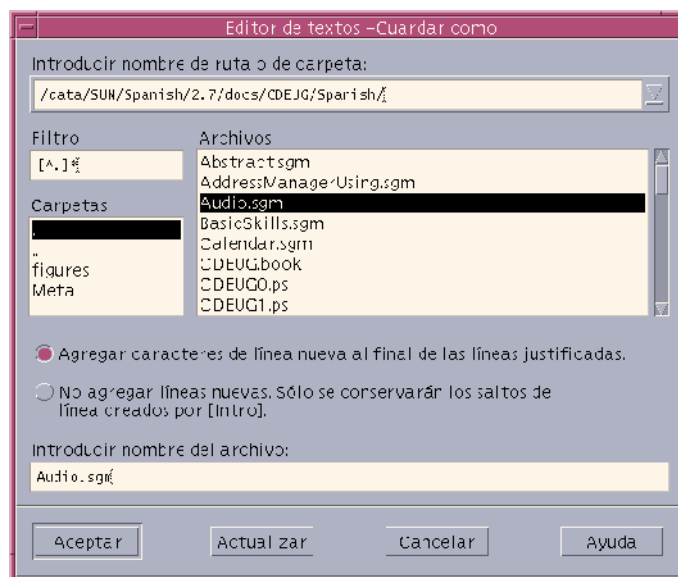 Editor de textos –Guardar como
Introducir nombre de ruta o de carpeta:
/cata/SUN/Spanish/2.7/docs/CDEUG/Spanish/
Filtro
[^.]*
Archivos
Abstract.sgm
AddressManagerUsing.sgm
Audio.sgm
BasicSkills.sgm
Calendar.sgm
CDEUG.book
CDEUG0.ps
CDEUG1.ps
Carpetas
.
..
figures
Meta
Agregar caracteres de línea nueva al final de las líneas justificadas.
No agregar líneas nuevas. Sólo se conservarán los saltos de
línea creados por [Intro].
Introducir nombre del archivo:
Audio.sgm
Aceptar
Actualizar
Cancelar
Ayuda